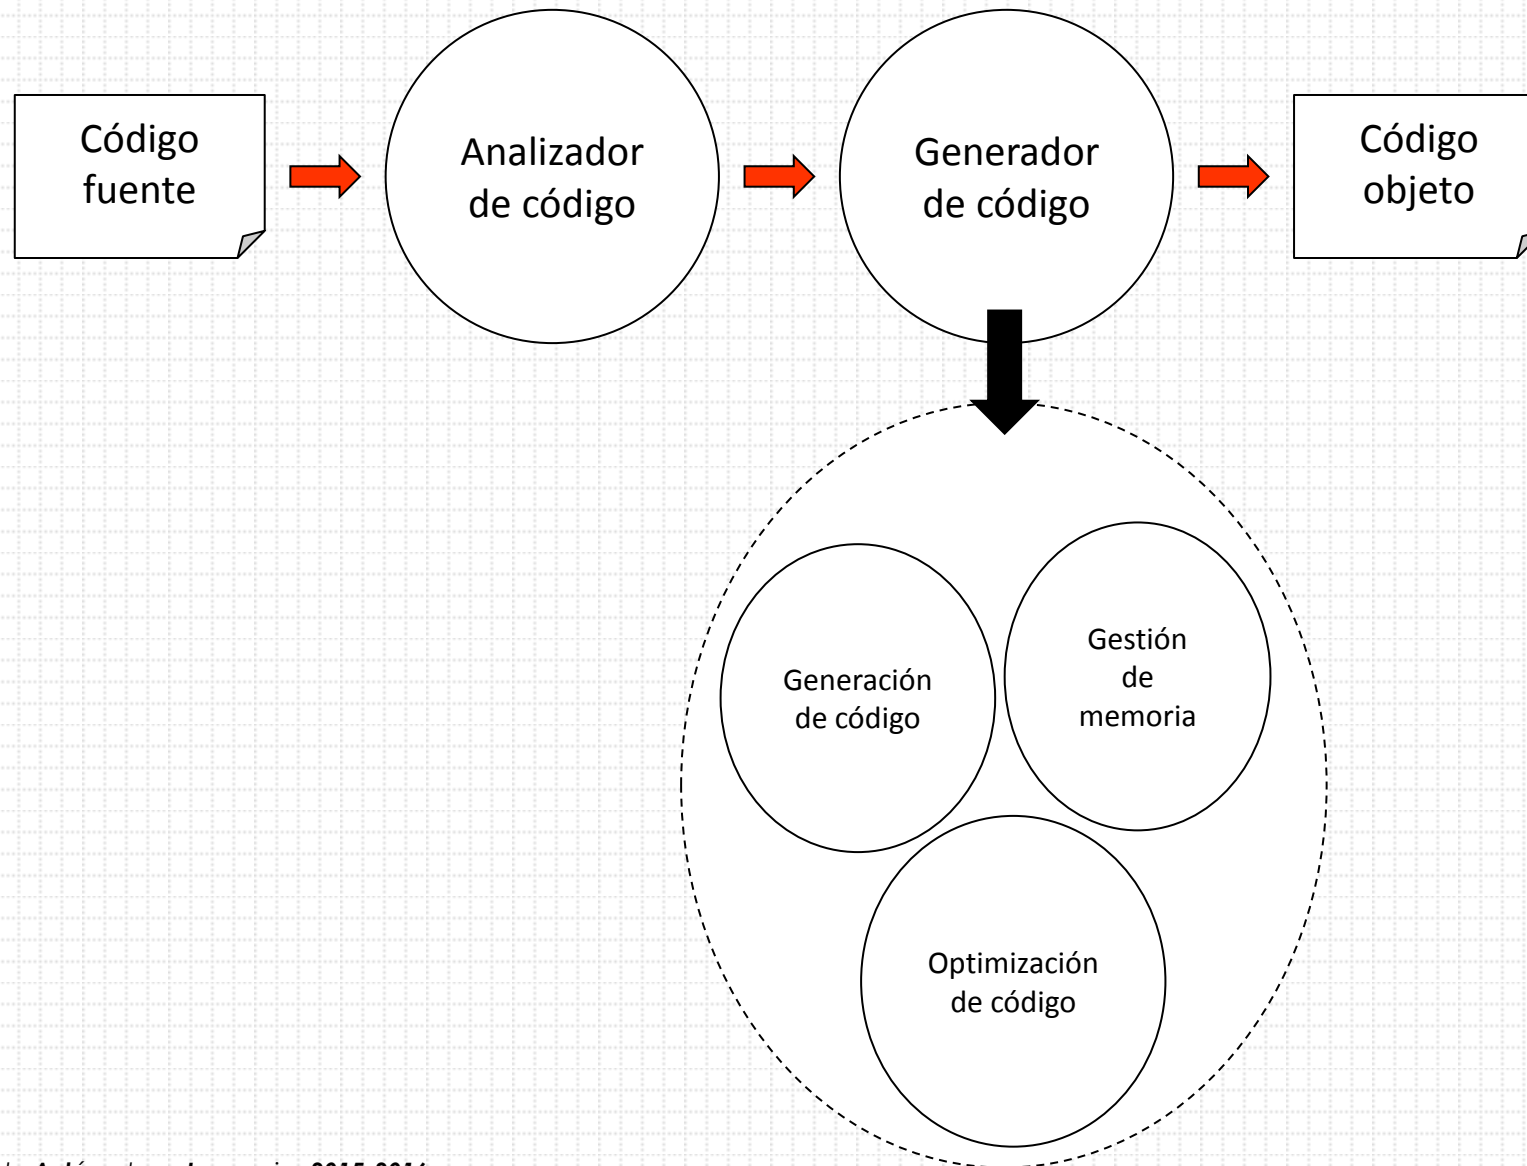 Código
fuente
Analizador
de código
Generador
de código
Código
objeto
Generación
de código
Gestión
de
memoria
Optimización
de código